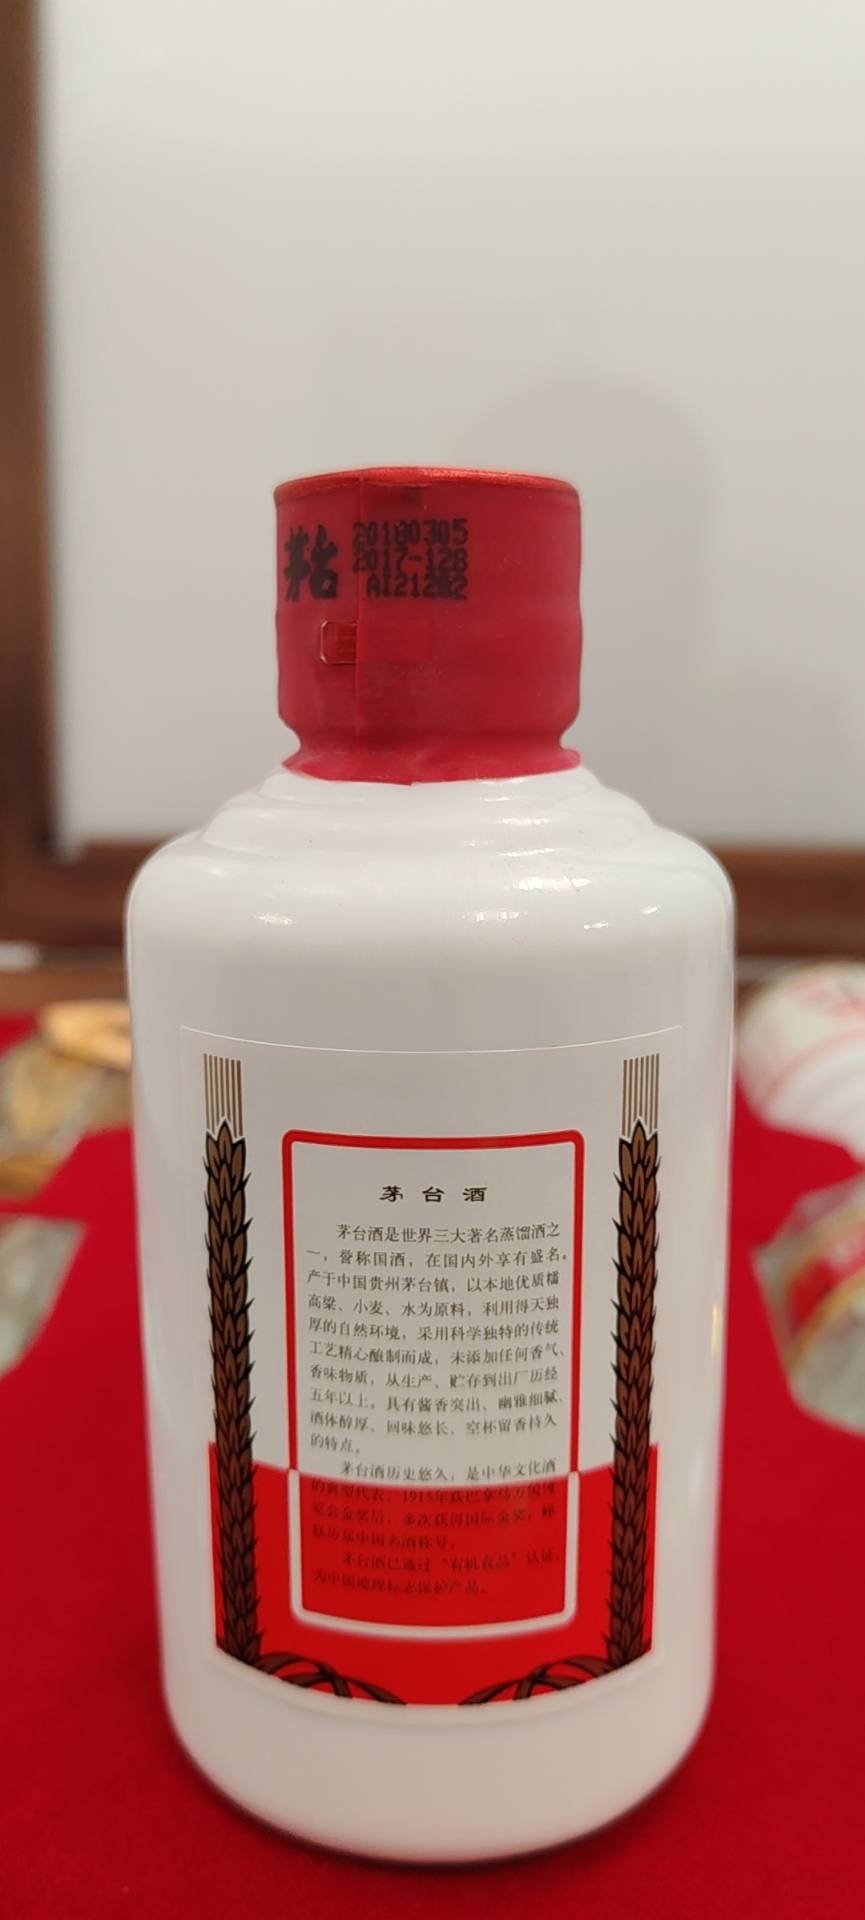 茅台
20180305
2017-128
茅台酒
茅台酒是世界三大著名蒸馏酒之
一，誉称国酒，在国内外享有盛名。
产于中国贵州茅台镇，以本地优质糯
高粱、小麦、水为原料，利用得天独
厚的自然环境，采用科学独特的传统
工艺精心酿制而成，未添加任何香气、
香味物质，从生产、贮存到出厂历经
五年以上。具有酱香突出、幽雅细腻、
酒体醇厚、回味悠长、空杯留香持久
的特点。
茅台酒历史悠久，是中华文化酒
的典型代表，1915年获巴拿马万国博
览会金奖后，多次获得国际金奖，蝉
联历届中国名酒称号。
茅台酒已通过“有机食品”认证，
为中国地理标志保护产品。